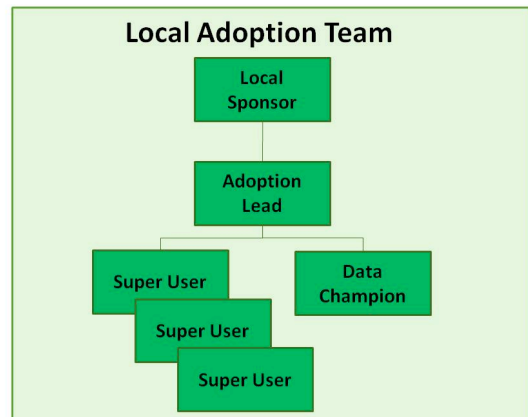 Local Adoption Team
Local
Sponsor
Adoption
Lead
Super User
Data
Champion
Super User
Super User